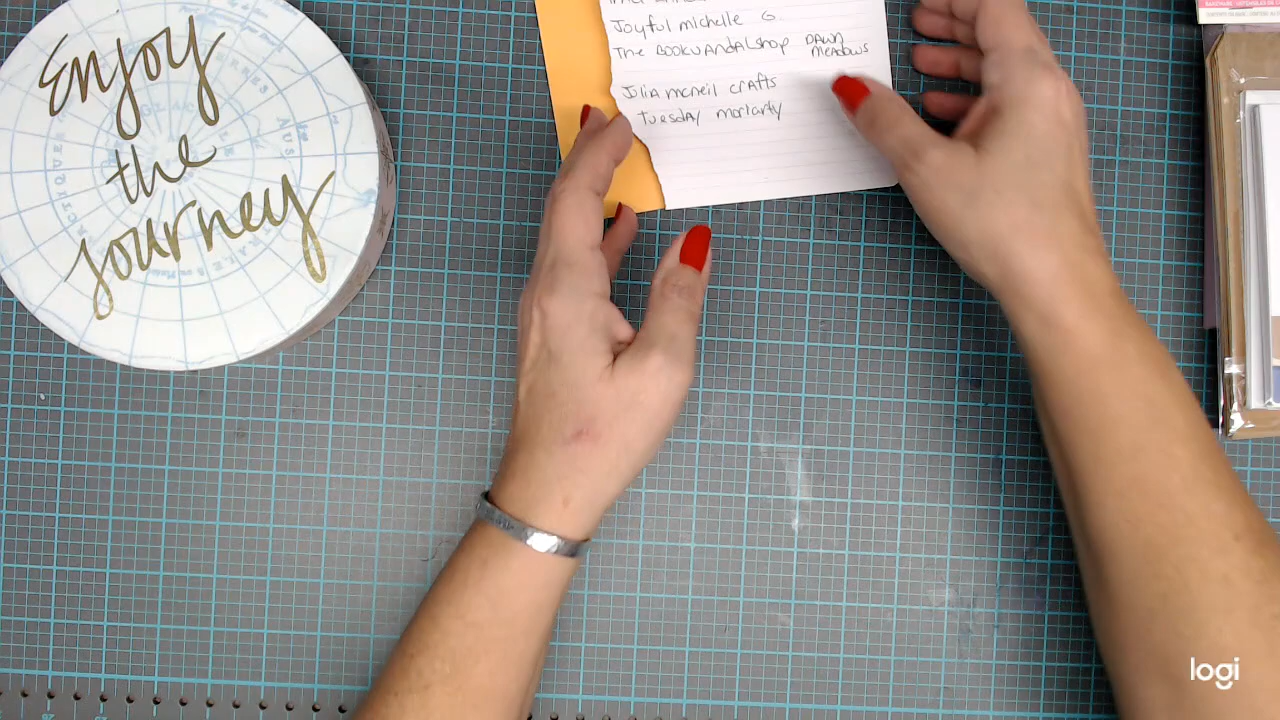 Enjoy
the
journey
Joyful michelle G.
The BOOKVANDALshop DAWN
MEADOWS
Julia mcneil crAfts
Tuesday moriarty
logi